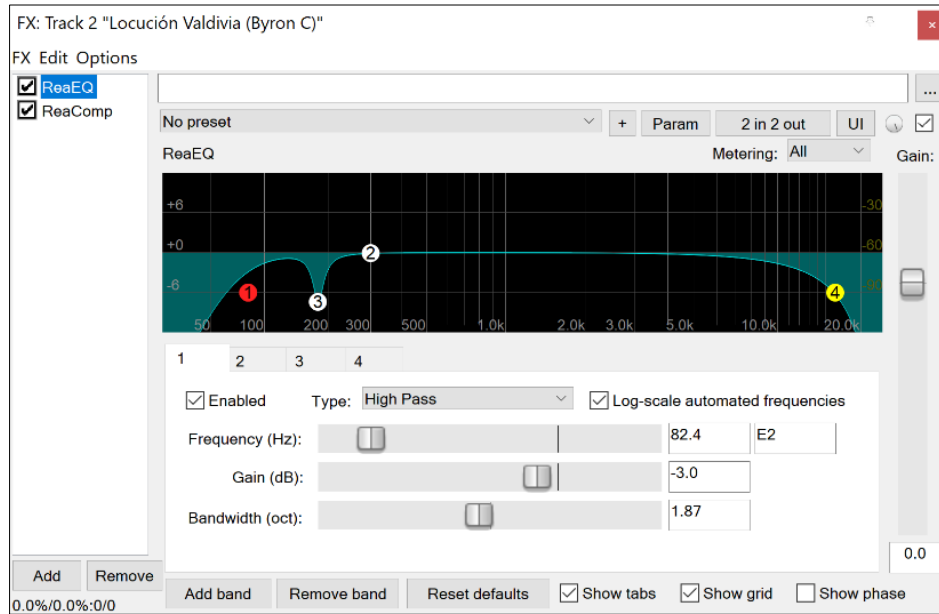 FX: Track 2 "Locución Valdivia (Byron C)"
FX Edit Options
ReaEQ
ReaComp
...
No preset
+
Param
2 in 2 out
UI
ReaEQ
Metering: All
Gain:
+6
-30
+0
-60
-6
-90
1
2
3
4
50
100
200
300
500
1.0k
2.0k
3.0k
5.0k
10.0k
20.0k
1 2 3 4
Enabled
Type: High Pass
Log-scale automated frequencies
Frequency (Hz): 82.4 E2
Gain (dB): -3.0
Bandwidth (oct): 1.87
0.0
Add Remove
Add band Remove band Reset defaults Show tabs Show grid Show phase
0.0%/0.0%:0/0